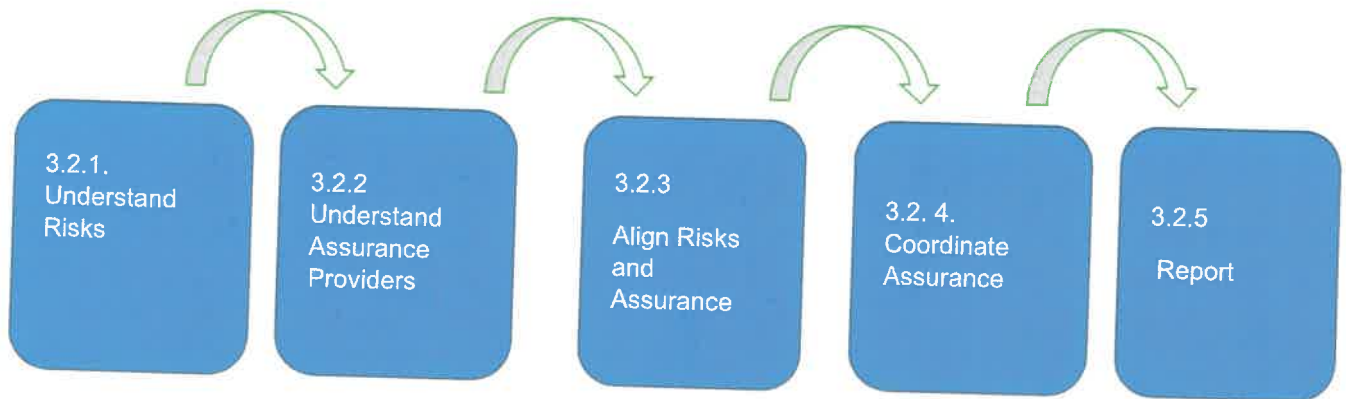 3.2.1.
Understand
Risks
3.2.2
Understand
Assurance
Providers
3.2.3
Align Risks
and
Assurance
3.2. 4.
Coordinate
Assurance
3.2.5
Report